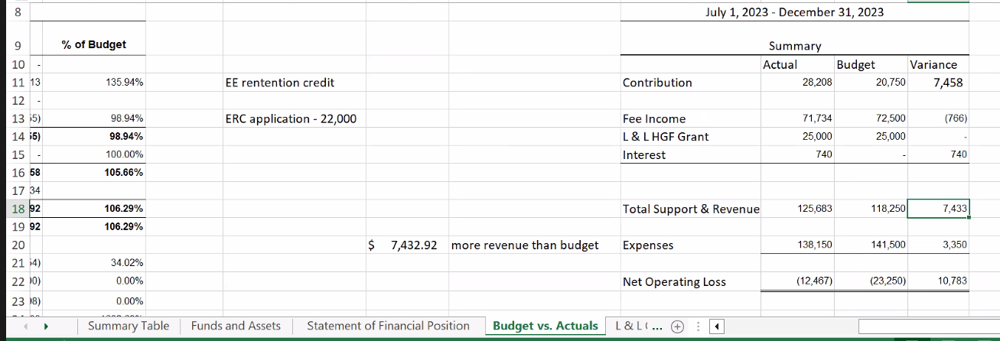 8 July 1, 2023 - December 31, 2023
9 % of Budget Summary
10 - Actual Budget Variance
11 13 135.94% EE rentention credit Contribution 28,208 20,750 7,458
12 -
13 55) 98.94% ERC application - 22,000 Fee Income 71,734 72,500 (766)
14 55) 98.94% L & L HGF Grant 25,000 25,000 -
15 - 100.00% Interest 740 - 740
16 58 105.66%
17 34
18 92 106.29% Total Support & Revenue 125,683 118,250 7,433
19 92 106.29%
20 $ 7,432.92 more revenue than budget Expenses 138,150 141,500 3,350
21 54) 34.02%
22 00) 0.00% Net Operating Loss (12,467) (23,250) 10,783
23 98) 0.00%
Summary Table Funds and Assets Statement of Financial Position Budget vs. Actuals L & L ...